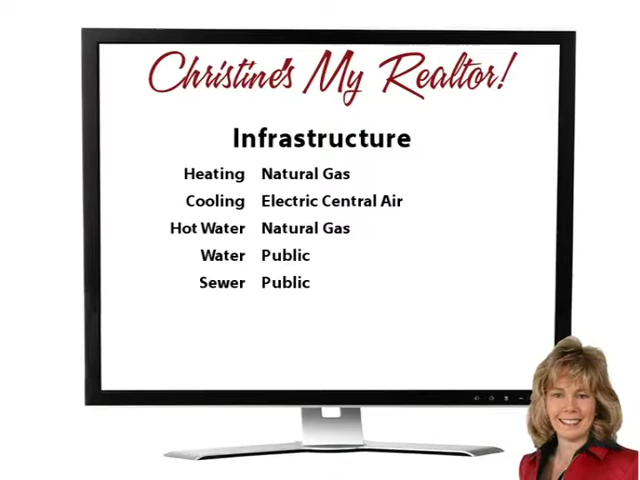 Christine's My Realtor!
Infrastructure
Heating Natural Gas
Cooling Electric Central Air
Hot Water Natural Gas
Water Public
Sewer Public